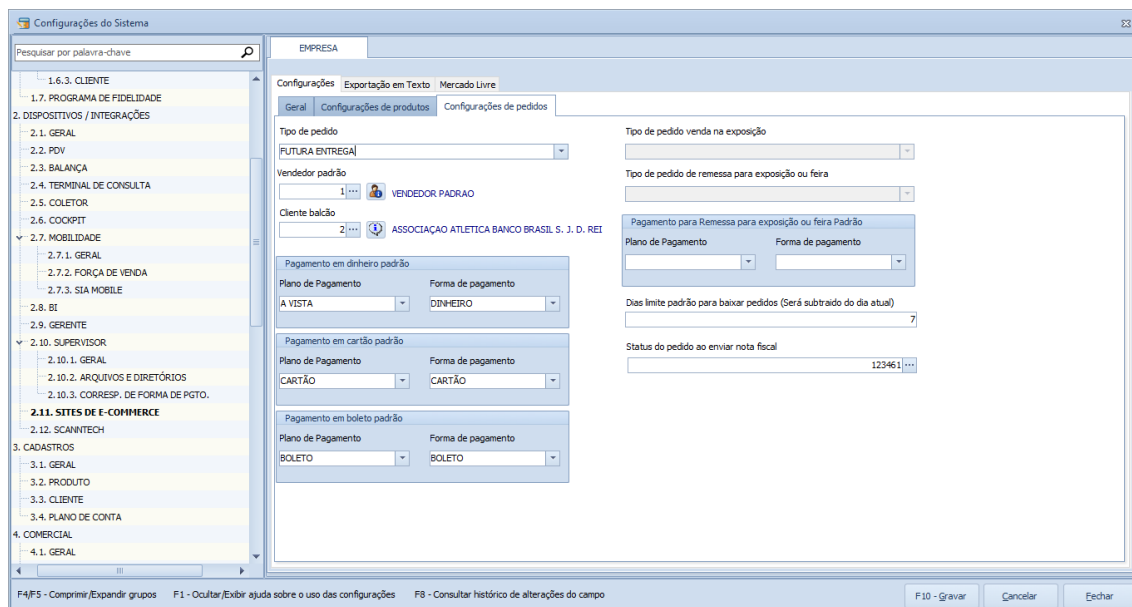 Configurações do Sistema
Pesquisar por palavra-chave
1.6.3. CLIENTE
1.7. PROGRAMA DE FIDELIDADE
2. DISPOSITIVOS / INTEGRAÇÕES
2.1. GERAL
2.2. PDV
2.3. BALANÇA
2.4. TERMINAL DE CONSULTA
2.5. COLETOR
2.6. COCKPIT
2.7. MOBILIDADE
2.7.1. GERAL
2.7.2. FORÇA DE VENDA
2.7.3. SIA MOBILE
2.8. BI
2.9. GERENTE
2.10. SUPERVISOR
2.10.1. GERAL
2.10.2. ARQUIVOS E DIRETÓRIOS
2.10.3. CORRESP. DE FORMA DE PGTO.
2.11. SITES DE E-COMMERCE
2.12. SCANNTECH
3. CADASTROS
3.1. GERAL
3.2. PRODUTO
3.3. CLIENTE
3.4. PLANO DE CONTA
4. COMERCIAL
4.1. GERAL
EMPRESA
Configurações Exportação em Texto Mercado Livre
Geral Configurações de produtos Configurações de pedidos
Tipo de pedido
FUTURA ENTREGA
Vendedor padrão
1 ... VENDEDOR PADRAO
Cliente balcão
2 ... ASSOCIAÇAO ATLETICA BANCO BRASIL S. J. D. REI
Pagamento em dinheiro padrão
Plano de Pagamento Forma de pagamento
A VISTA DINHEIRO
Pagamento em cartão padrão
Plano de Pagamento Forma de pagamento
CARTÃO CARTÃO
Pagamento em boleto padrão
Plano de Pagamento Forma de pagamento
BOLETO BOLETO
Tipo de pedido venda na exposição
Tipo de pedido de remessa para exposição ou feira
Pagamento para Remessa para exposição ou feira Padrão
Plano de Pagamento Forma de pagamento
Dias limite padrão para baixar pedidos (Será subtraido do dia atual)
7
Status do pedido ao enviar nota fiscal
123461 ...
F4/F5 - Comprimir/Expandir grupos F1 - Ocultar/Exibir ajuda sobre o uso das configurações F8 - Consultar histórico de alterações do campo
F10 - Gravar Cancelar Fechar